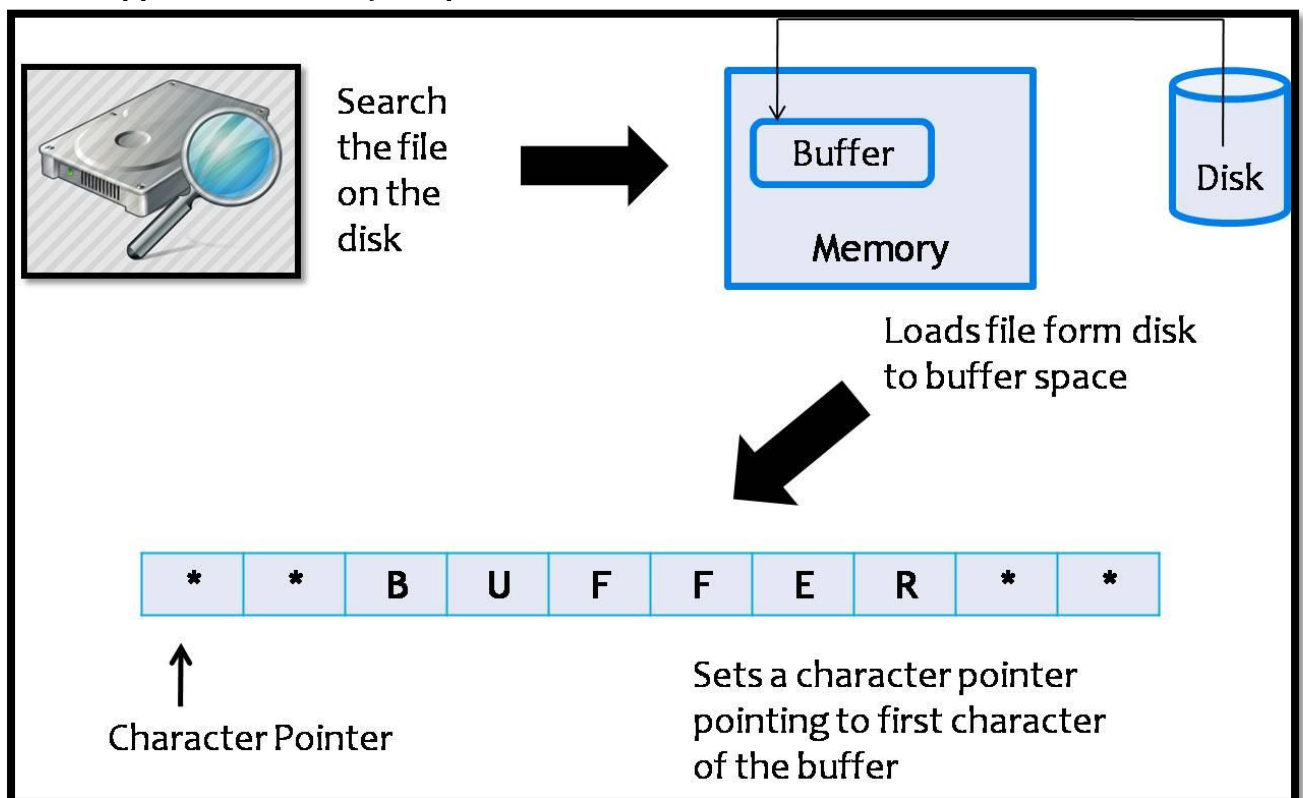 Search
the file
on the
disk
Buffer
Memory
Disk
Loads file form disk
to buffer space
* * B U F F E R * *
Character Pointer
Sets a character pointer
pointing to first character
of the buffer